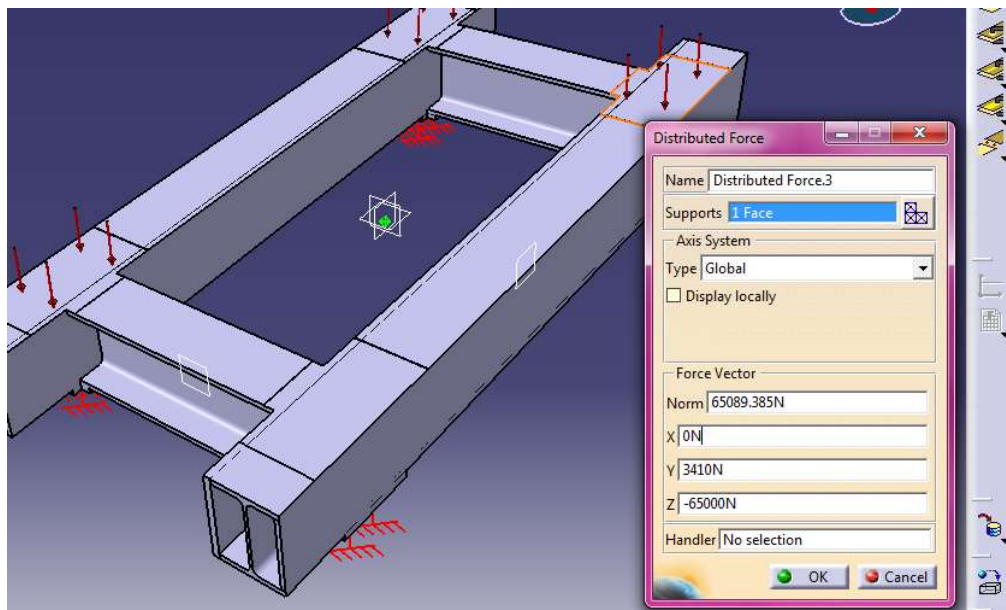 Distributed Force
Name Distributed Force.3
Supports 1 Face
Axis System
Type Global
Display locally
Force Vector
Norm 65089.385N
X 0N
Y 3410N
Z -65000N
Handler No selection
OK Cancel